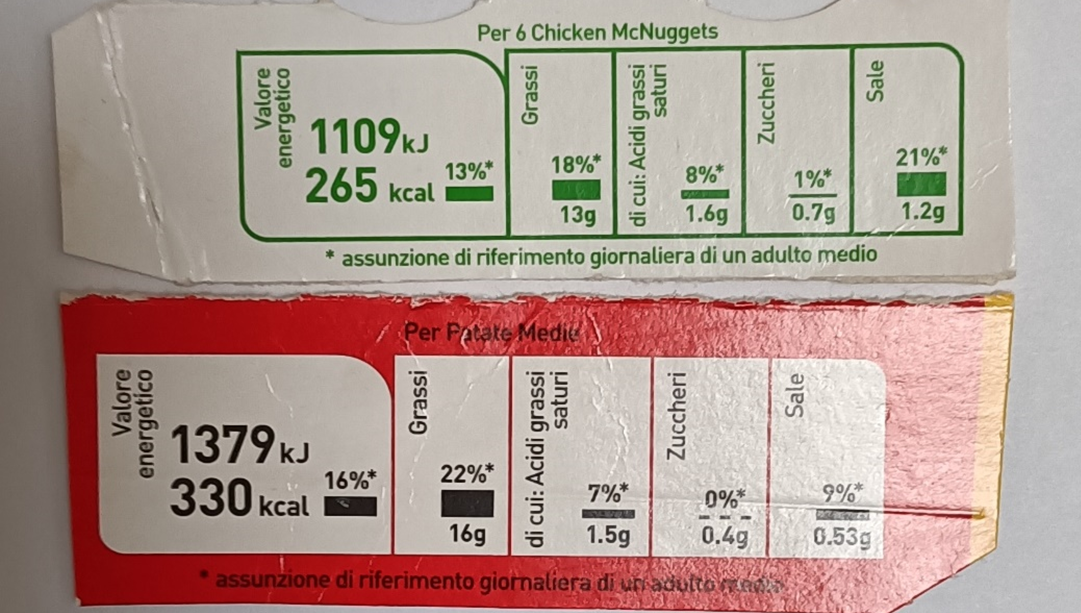 Per 6 Chicken McNuggets
Valore
energetico
1109kJ
265 kcal
13%*
Grassi
18%*
13g
di cui: Acidi grassi
saturi
8%*
1.6g
Zuccheri
1%*
0.7g
Sale
21%*
1.2g
* assunzione di riferimento giornaliera di un adulto medio
Per Patate Medie
Valore
energetico
1379kJ
330 kcal
16%*
Grassi
22%*
16g
di cui: Acidi grassi
saturi
7%*
1.5g
Zuccheri
0%*
0.4g
Sale
9%*
0.53g
* assunzione di riferimento giornaliera di un adulto medio